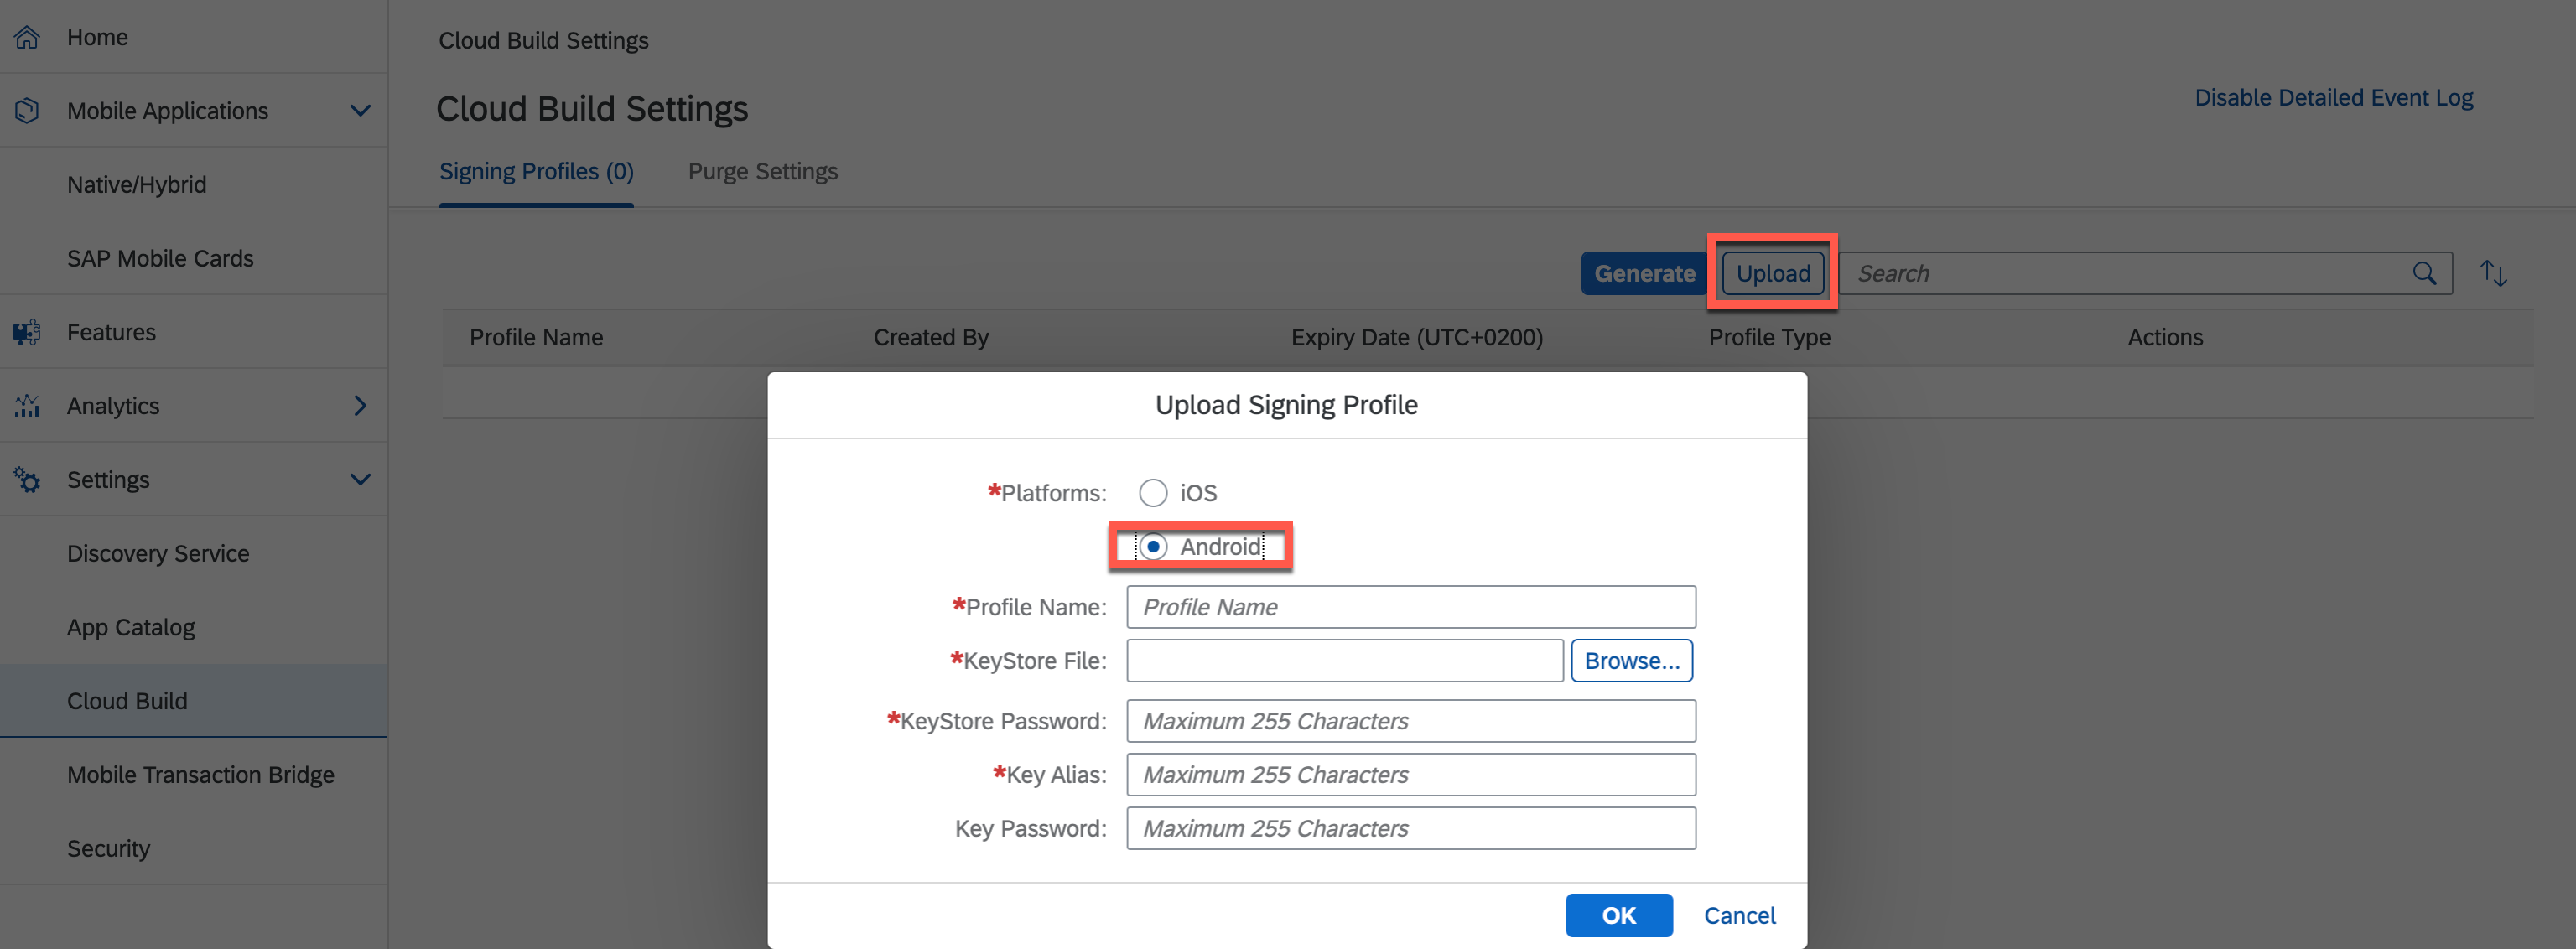 Home
Mobile Applications
Native/Hybrid
SAP Mobile Cards
Features
Analytics
Settings
Discovery Service
App Catalog
Cloud Build
Mobile Transaction Bridge
Security
Cloud Build Settings
Cloud Build Settings
Disable Detailed Event Log
Signing Profiles (0) Purge Settings
Generate Upload Search
Profile Name Created By Expiry Date (UTC+0200) Profile Type Actions
Upload Signing Profile
*Platforms: iOS
Android
*Profile Name: Profile Name
*KeyStore File: Browse...
*KeyStore Password: Maximum 255 Characters
*Key Alias: Maximum 255 Characters
Key Password: Maximum 255 Characters
OK Cancel